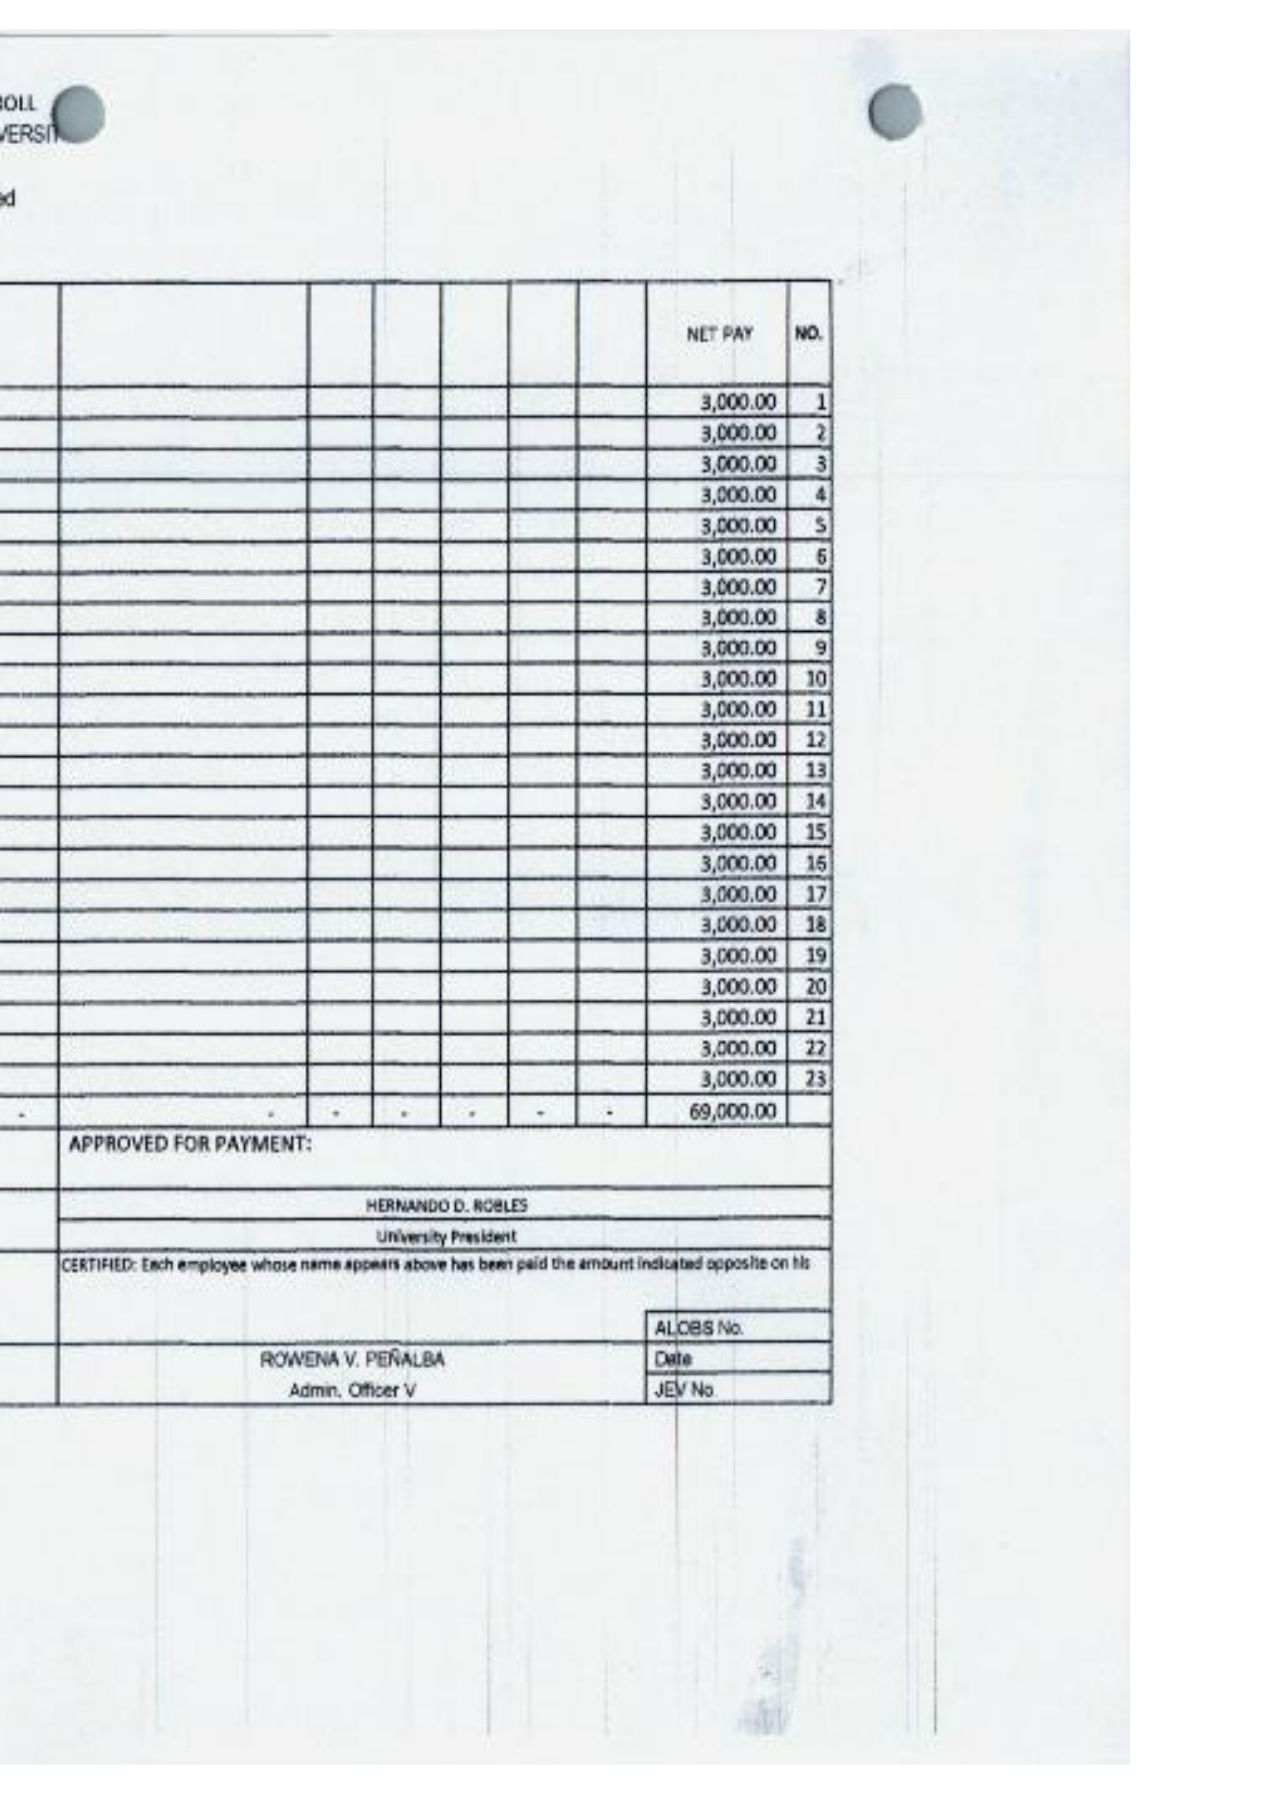 ROLL
VERSIT
ed
NET PAY NO.
3,000.00 1
3,000.00 2
3,000.00 3
3,000.00 4
3,000.00 5
3,000.00 6
3,000.00 7
3,000.00 8
3,000.00 9
3,000.00 10
3,000.00 11
3,000.00 12
3,000.00 13
3,000.00 14
3,000.00 15
3,000.00 16
3,000.00 17
3,000.00 18
3,000.00 19
3,000.00 20
3,000.00 21
3,000.00 22
3,000.00 23
- - - - - - - 69,000.00
APPROVED FOR PAYMENT:
HERNANDO D. ROBLES
University President
CERTIFIED: Each employee whose name appears above has been paid the amount indicated opposite on his
ALOBS No.
ROWENA V. PEÑALBA Date
Admin. Officer V JEV No.